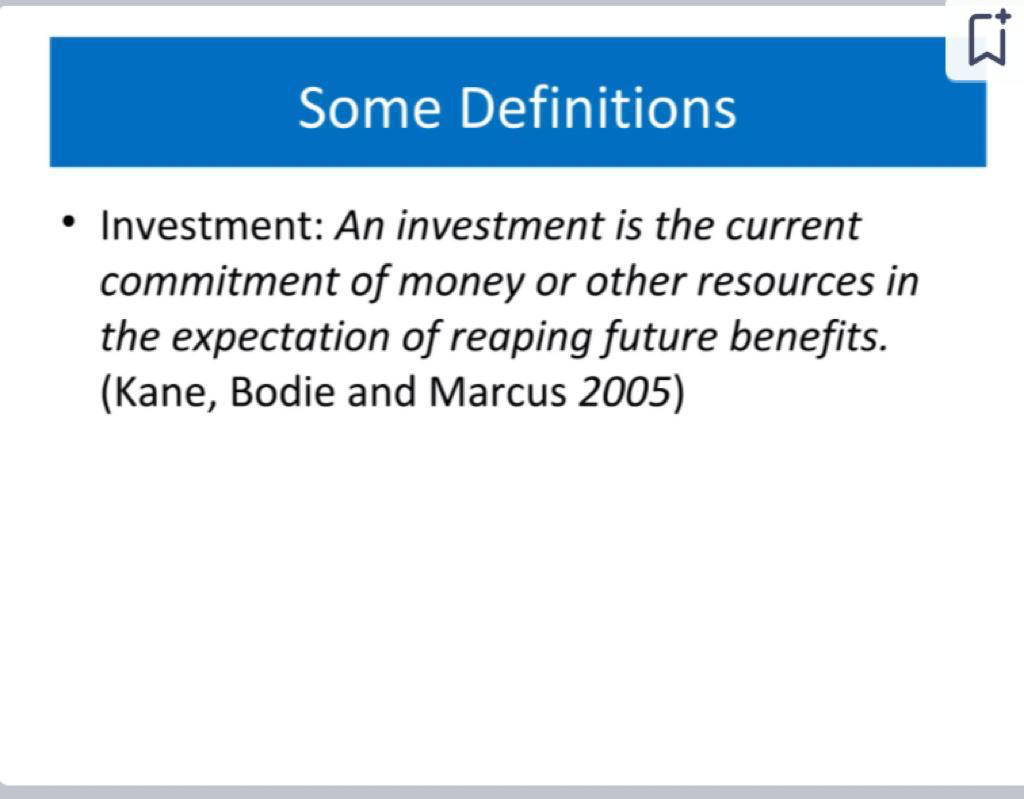 Some Definitions
• Investment: An investment is the current
commitment of money or other resources in
the expectation of reaping future benefits.
(Kane, Bodie and Marcus 2005)